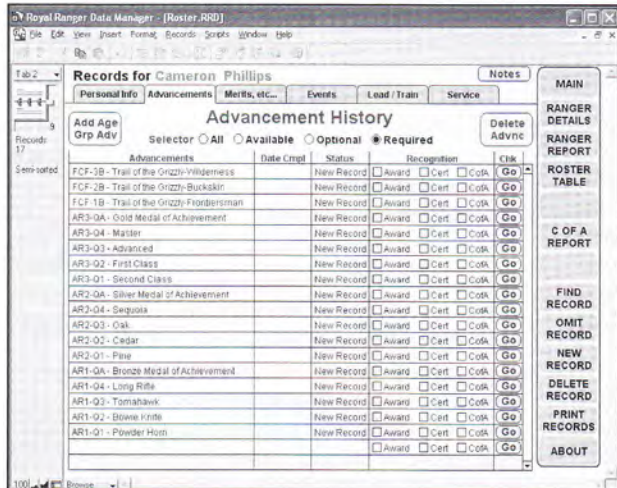 Royal Ranger Data Manager - [Roster.RRD]
File Edit View Insert Format Records Scripts Window Help
Tab 2
9
Records:
17
Semi-sorted
Records for Cameron Phillips
Notes
Personal Info Advancements Merits, etc... Events Lead / Train Service
Add Age Grp Adv
Advancement History
Delete Advnc
Selector All Available Optional Required
Advancements Date Cmpl Status Recognition Chk
FCF-3B - Trail of the Grizzly-Wilderness New Record Award Cert CofA Go
FCF-2B - Trail of the Grizzly-Buckskin New Record Award Cert CofA Go
FCF-1B - Trail of the Grizzly-Frontiersman New Record Award Cert CofA Go
AR3-QA - Gold Medal of Achievement New Record Award Cert CofA Go
AR3-Q4 - Master New Record Award Cert CofA Go
AR3-Q3 - Advanced New Record Award Cert CofA Go
AR3-Q2 - First Class New Record Award Cert CofA Go
AR3-Q1 - Second Class New Record Award Cert CofA Go
AR2-QA - Silver Medal of Achievement New Record Award Cert CofA Go
AR2-Q4 - Sequoia New Record Award Cert CofA Go
AR2-Q3 - Oak New Record Award Cert CofA Go
AR2-Q2 - Cedar New Record Award Cert CofA Go
AR2-Q1 - Pine New Record Award Cert CofA Go
AR1-QA - Bronze Medal of Achievement New Record Award Cert CofA Go
AR1-Q4 - Long Rifle New Record Award Cert CofA Go
AR1-Q3 - Tomahawk New Record Award Cert CofA Go
AR1-Q2 - Bowie Knife New Record Award Cert CofA Go
AR1-Q1 - Powder Horn New Record Award Cert CofA Go
Award Cert CofA Go
MAIN
RANGER
DETAILS
RANGER
REPORT
ROSTER
TABLE
C OF A
REPORT
FIND
RECORD
OMIT
RECORD
NEW
RECORD
DELETE
RECORD
PRINT
RECORDS
ABOUT
100 Browse